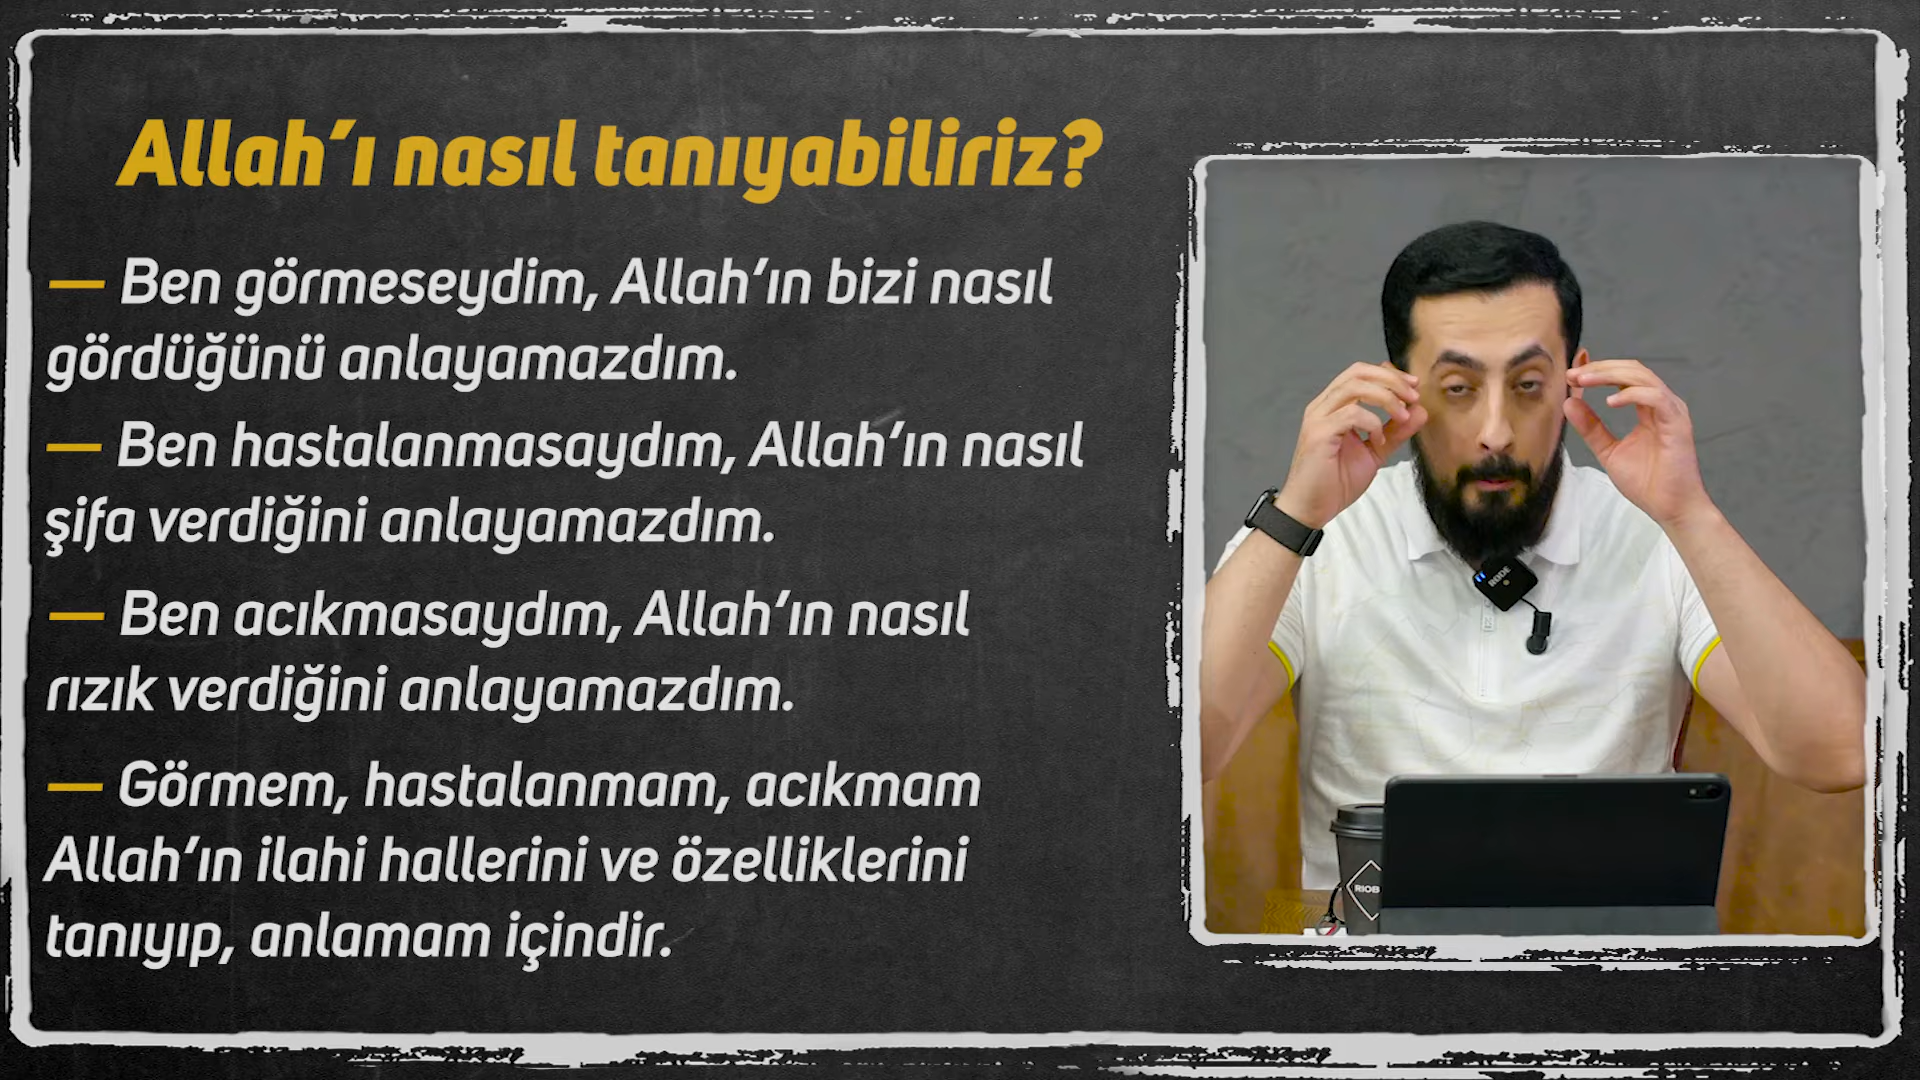 Allah'ı nasıl tanıyabiliriz?
— Ben görmeseydim, Allah'ın bizi nasıl
gördüğünü anlayamazdım.
— Ben hastalanmasaydım, Allah'ın nasıl
şifa verdiğini anlayamazdım.
— Ben acıkmasaydım, Allah'ın nasıl
rızık verdiğini anlayamazdım.
— Görmem, hastalanmam, acıkmam
Allah'ın ilahi hallerini ve özelliklerini
tanıyıp, anlamam içindir.
RØDE
RIOB